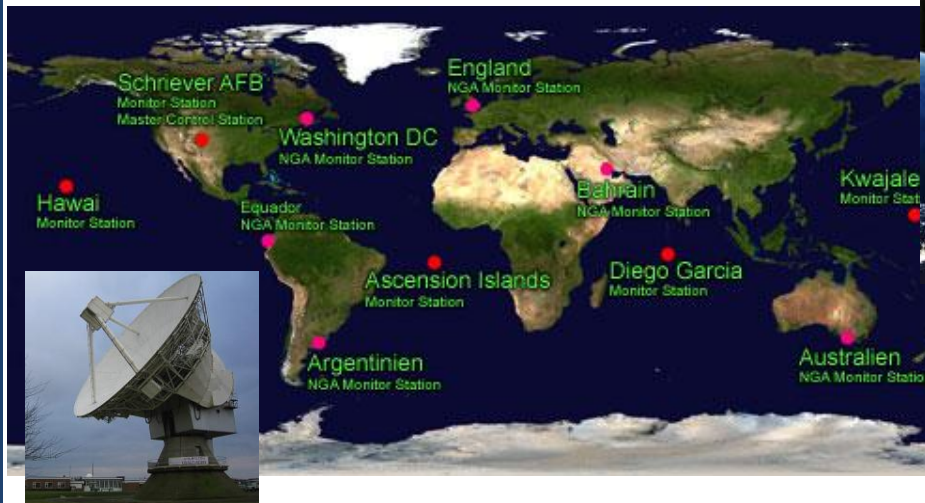 Schriever AFB
Monitor Station
Master Control Station
England
NGA Monitor Station
Washington DC
NGA Monitor Station
Bahrain
NGA Monitor Station
Kwajale
Monitor Stat
Hawai
Monitor Station
Equador
NGA Monitor Station
Ascension Islands
Monitor Station
Diego Garcia
Monitor Station
Argentinien
NGA Monitor Station
Australien
NGA Monitor Statio